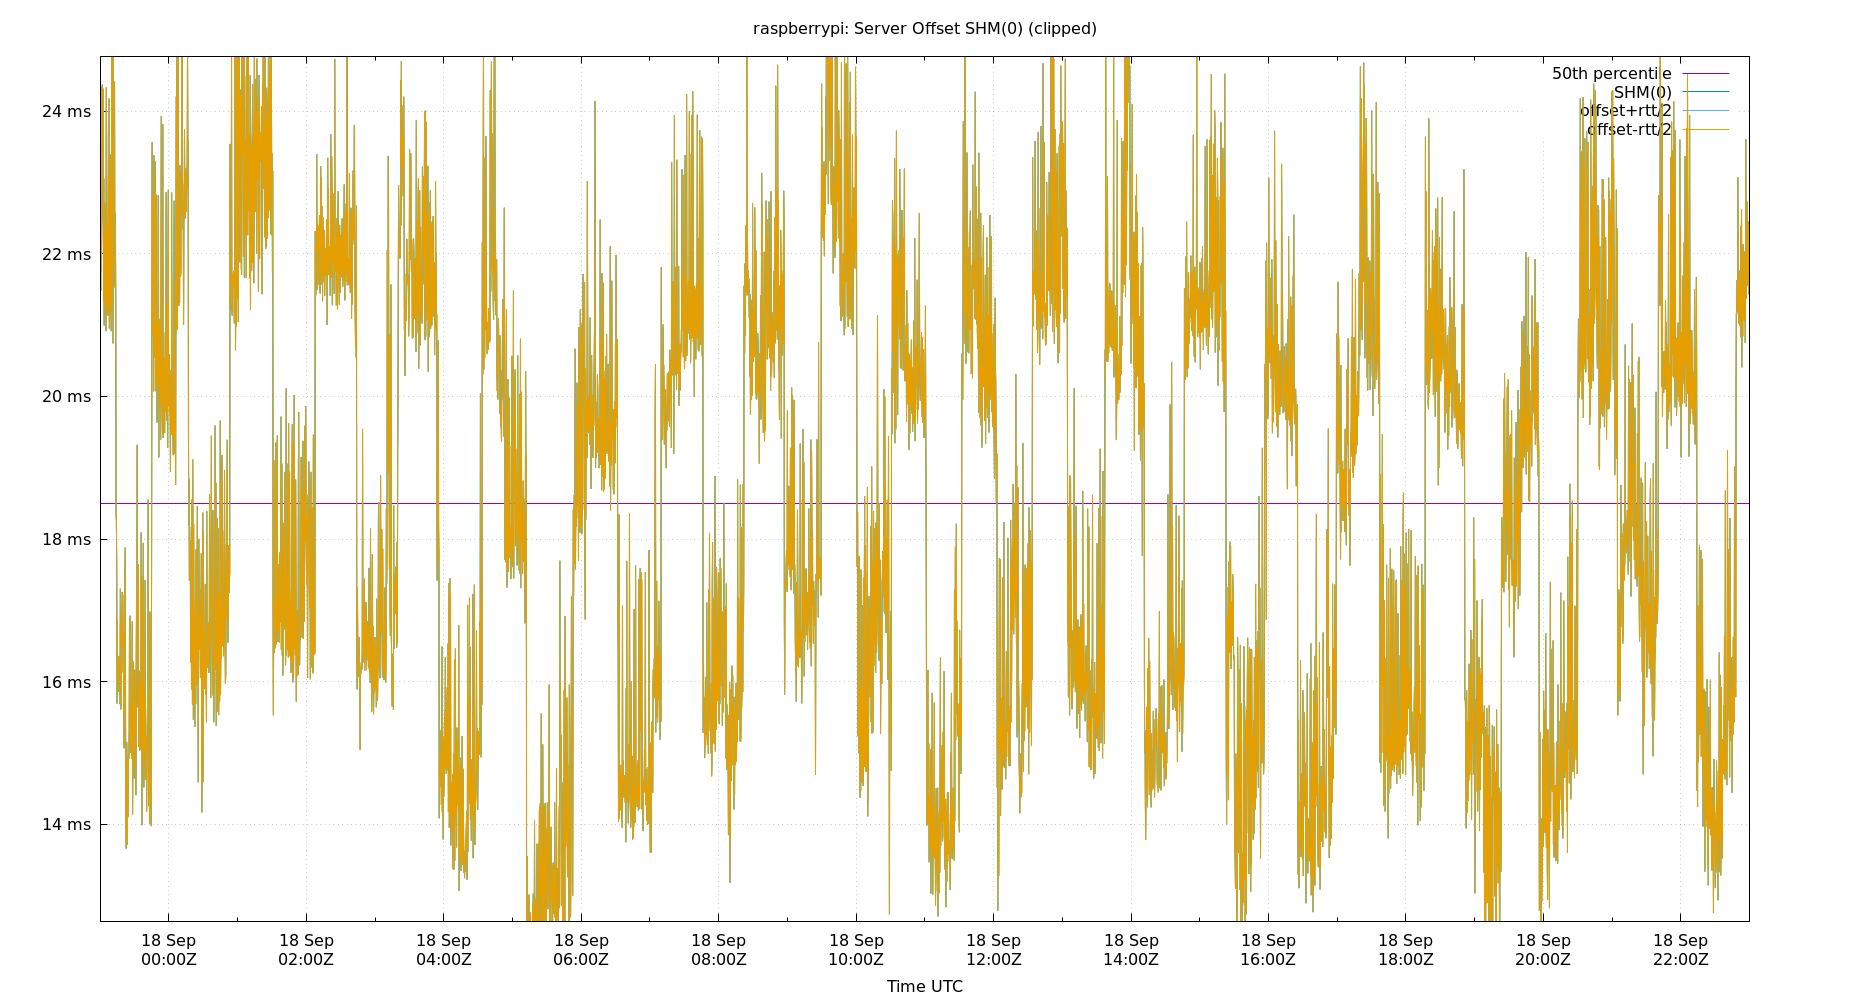 raspberrypi: Server Offset SHM(0) (clipped)
50th percentile
SHM(0)
offset+rtt/2
offset-rtt/2
24 ms
22 ms
20 ms
18 ms
16 ms
14 ms
18 Sep 18 Sep 18 Sep 18 Sep 18 Sep 18 Sep 18 Sep 18 Sep 18 Sep 18 Sep 18 Sep 18 Sep
00:00Z 02:00Z 04:00Z 06:00Z 08:00Z 10:00Z 12:00Z 14:00Z 16:00Z 18:00Z 20:00Z 22:00Z
Time UTC